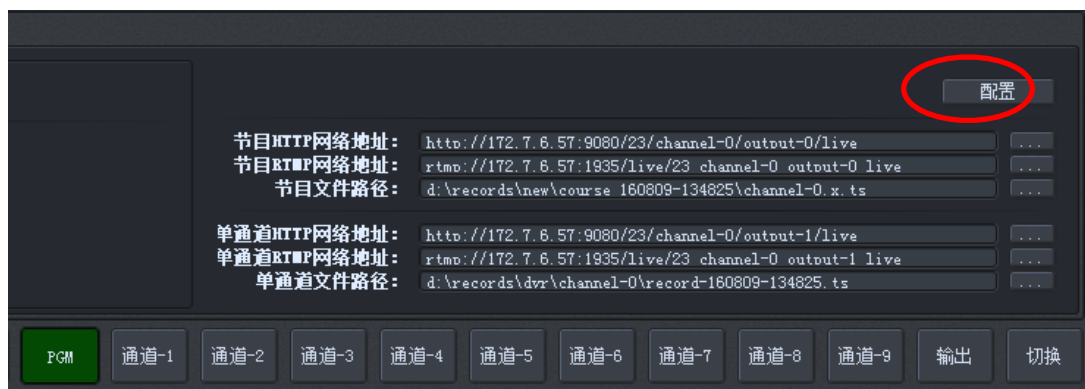 配置
节目HTTP网络地址: http://172.7.6.57:9080/23/channel-0/output-0/live ...
节目RTMP网络地址: rtmp://172.7.6.57:1935/live/23_channel-0_output-0_live ...
节目文件路径: d:\records\new\course_160809-134825\channel-0.x.ts ...
单通道HTTP网络地址: http://172.7.6.57:9080/23/channel-0/output-1/live ...
单通道RTMP网络地址: rtmp://172.7.6.57:1935/live/23_channel-0_output-1_live ...
单通道文件路径: d:\records\dvr\channel-0\record-160809-134825.ts ...
PGM 通道-1 通道-2 通道-3 通道-4 通道-5 通道-6 通道-7 通道-8 通道-9 输出 切换